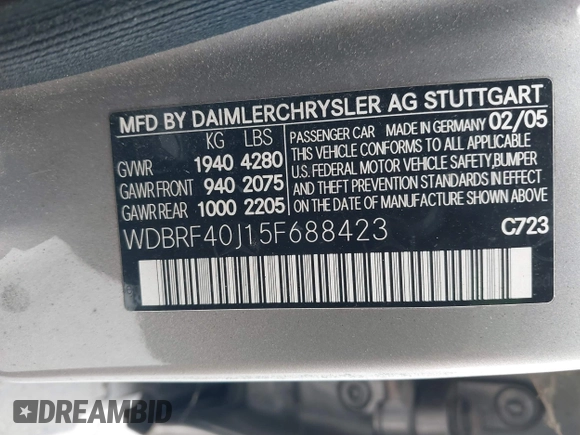 MFD BY DAIMLERCHRYSLER AG STUTTGART
KG LBS
GVWR 1940 4280
GAWR FRONT 940 2075
GAWR REAR 1000 2205
PASSENGER CAR MADE IN GERMANY 02/05
THIS VEHICLE CONFORMS TO ALL APPLICABLE
U.S. FEDERAL MOTOR VEHICLE SAFETY,BUMPER
AND THEFT PREVENTION STANDARDS IN EFFECT
ON THE DATE OF MANUFACTURE SHOWN ABOVE.
WDBRF40J15F688423 C723
DREAMBID